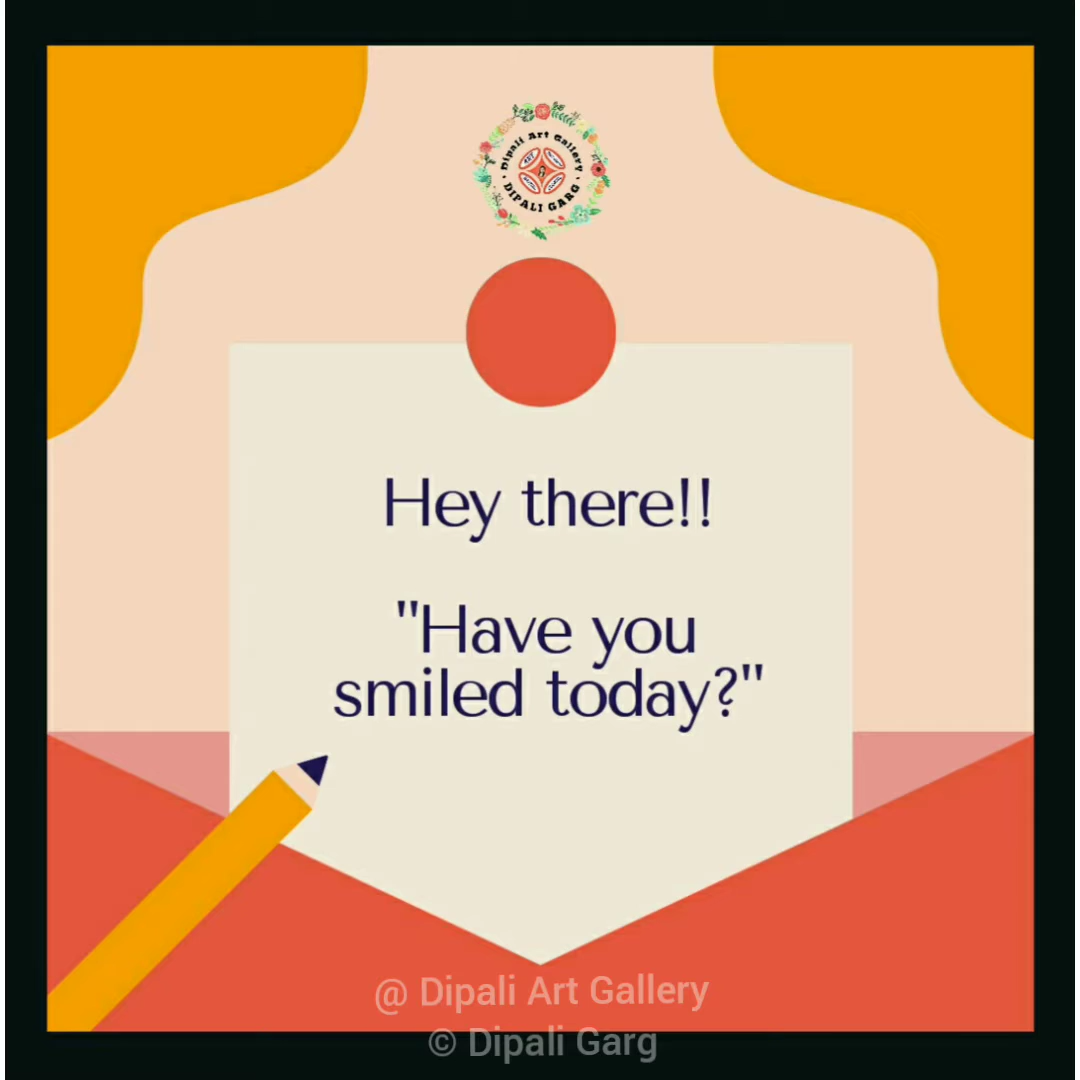 Dipali Art Gallery
DIPALI GARG
Hey there!!
"Have you
smiled today?"
@ Dipali Art Gallery
© Dipali Garg